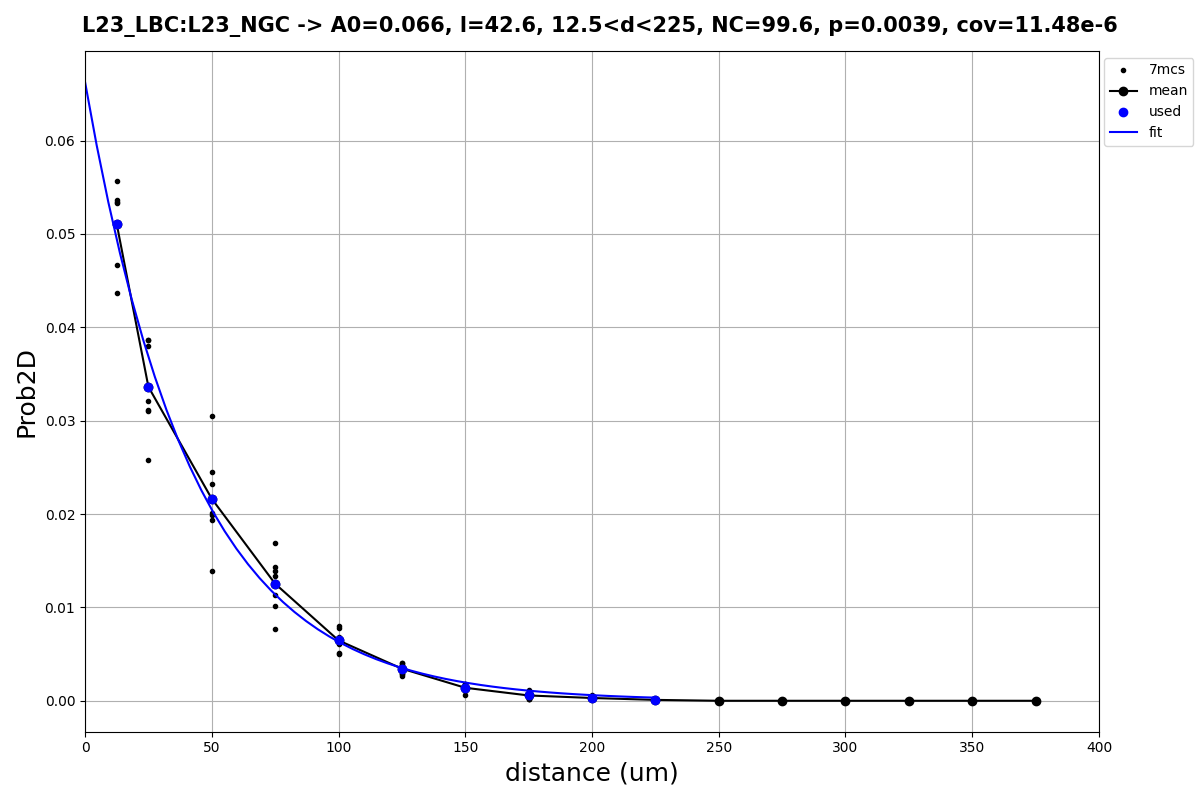 L23_LBC:L23_NGC -> A0=0.066, l=42.6, 12.5<d<225, NC=99.6, p=0.0039, cov=11.48e-6
7mcs
mean
used
fit
Prob2D
0.06
0.05
0.04
0.03
0.02
0.01
0.00
0 50 100 150 200 250 300 350 400
distance (um)